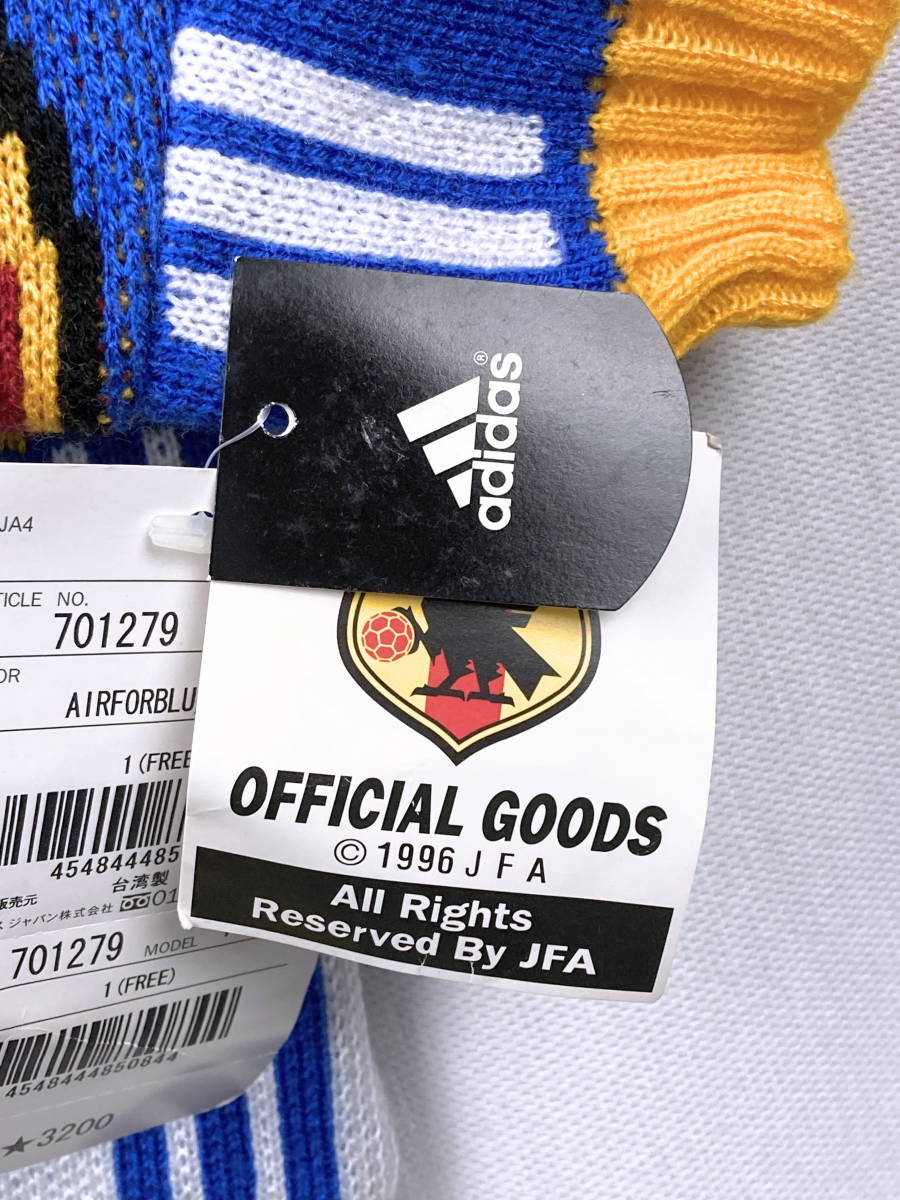 adidas®
JA4
TICLE NO.
701279
OR
AIRFORBLU
1 (FREE
454844485
台湾製
販売元
ス ジャパン株式会社 01
701279 MODEL
1 (FREE)
4548444850844
★3200
OFFICIAL GOODS
© 1996 J F A
All Rights
Reserved By JFA